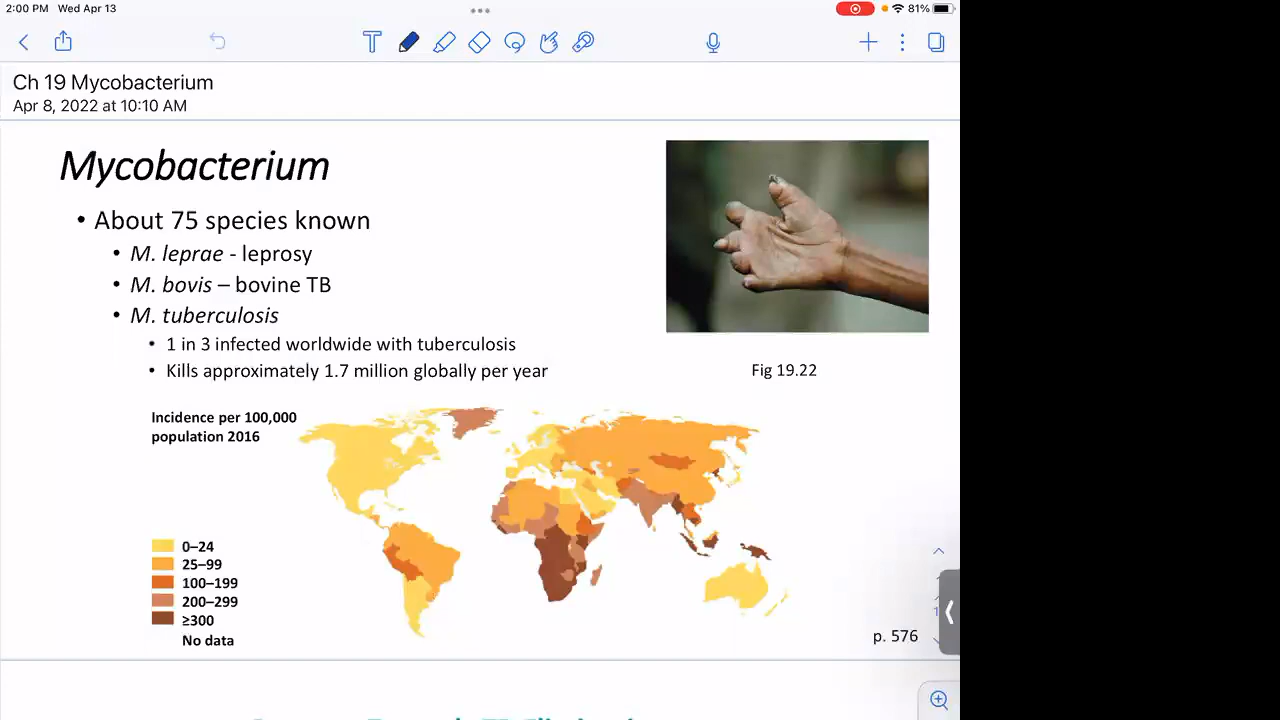 2:00 PM Wed Apr 13
81%
Ch 19 Mycobacterium
Apr 8, 2022 at 10:10 AM
Mycobacterium
• About 75 species known
• M. leprae - leprosy
• M. bovis – bovine TB
• M. tuberculosis
• 1 in 3 infected worldwide with tuberculosis
• Kills approximately 1.7 million globally per year
Fig 19.22
Incidence per 100,000
population 2016
0–24
25–99
100–199
200–299
≥300
No data
p. 576